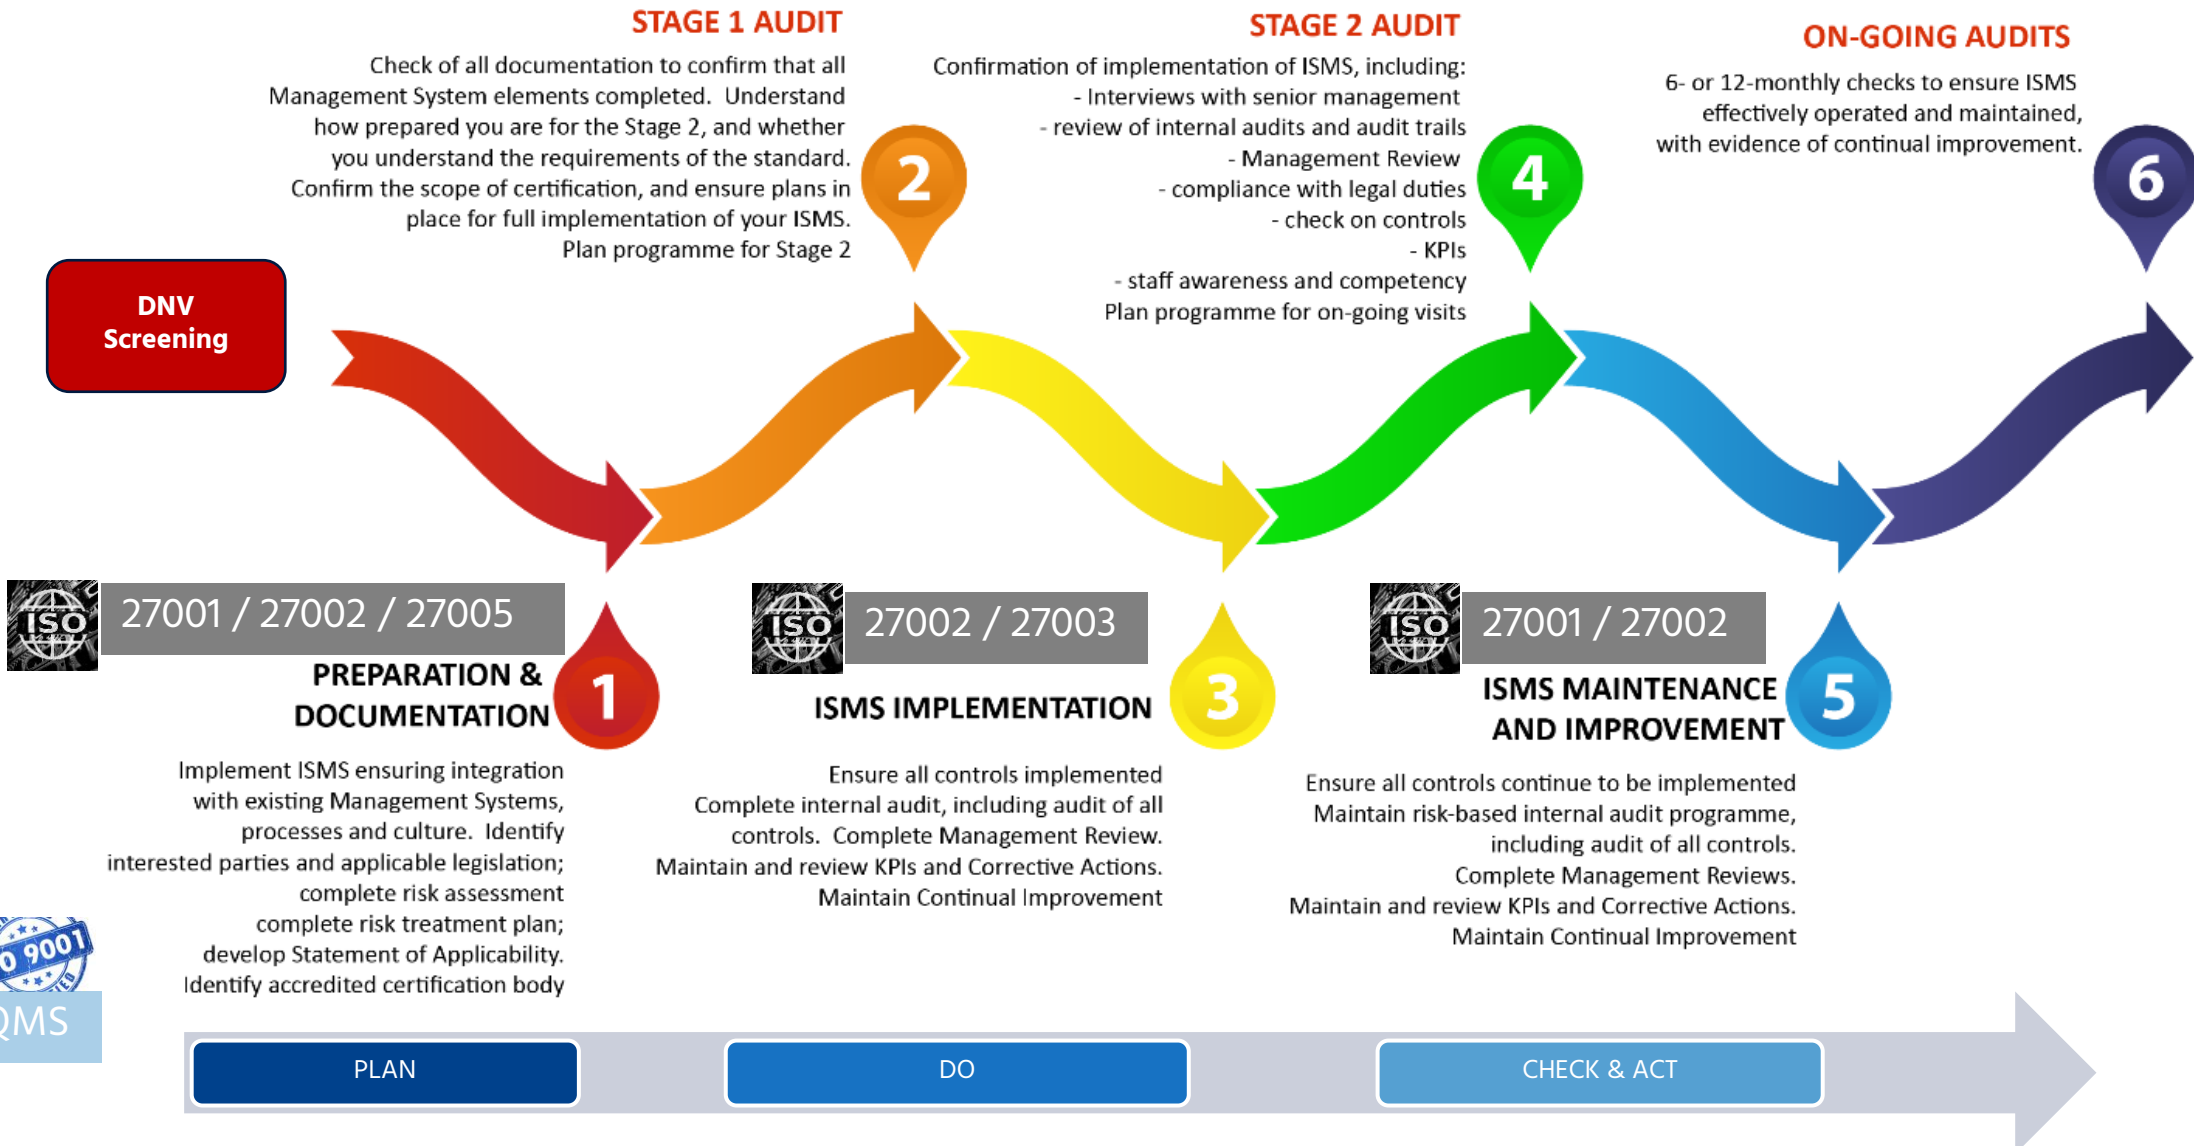 STAGE 1 AUDIT
Check of all documentation to confirm that all
Management System elements completed. Understand
how prepared you are for the Stage 2, and whether
you understand the requirements of the standard.
Confirm the scope of certification, and ensure plans in
place for full implementation of your ISMS.
Plan programme for Stage 2
2
STAGE 2 AUDIT
Confirmation of implementation of ISMS, including:
- Interviews with senior management
- review of internal audits and audit trails
- Management Review
- compliance with legal duties
- check on controls
- KPIs
- staff awareness and competency
Plan programme for on-going visits
4
ON-GOING AUDITS
6- or 12-monthly checks to ensure ISMS
effectively operated and maintained,
with evidence of continual improvement.
6
DNV
Screening
ISO
27001 / 27002 / 27005
PREPARATION &
DOCUMENTATION
1
Implement ISMS ensuring integration
with existing Management Systems,
processes and culture. Identify
interested parties and applicable legislation;
complete risk assessment
complete risk treatment plan;
develop Statement of Applicability.
Identify accredited certification body
ISO
27002 / 27003
ISMS IMPLEMENTATION
3
Ensure all controls implemented
Complete internal audit, including audit of all
controls. Complete Management Review.
Maintain and review KPIs and Corrective Actions.
Maintain Continual Improvement
ISO
27001 / 27002
ISMS MAINTENANCE
AND IMPROVEMENT
5
Ensure all controls continue to be implemented
Maintain risk-based internal audit programme,
including audit of all controls.
Complete Management Reviews.
Maintain and review KPIs and Corrective Actions.
Maintain Continual Improvement
9001
QMS
PLAN
DO
CHECK & ACT